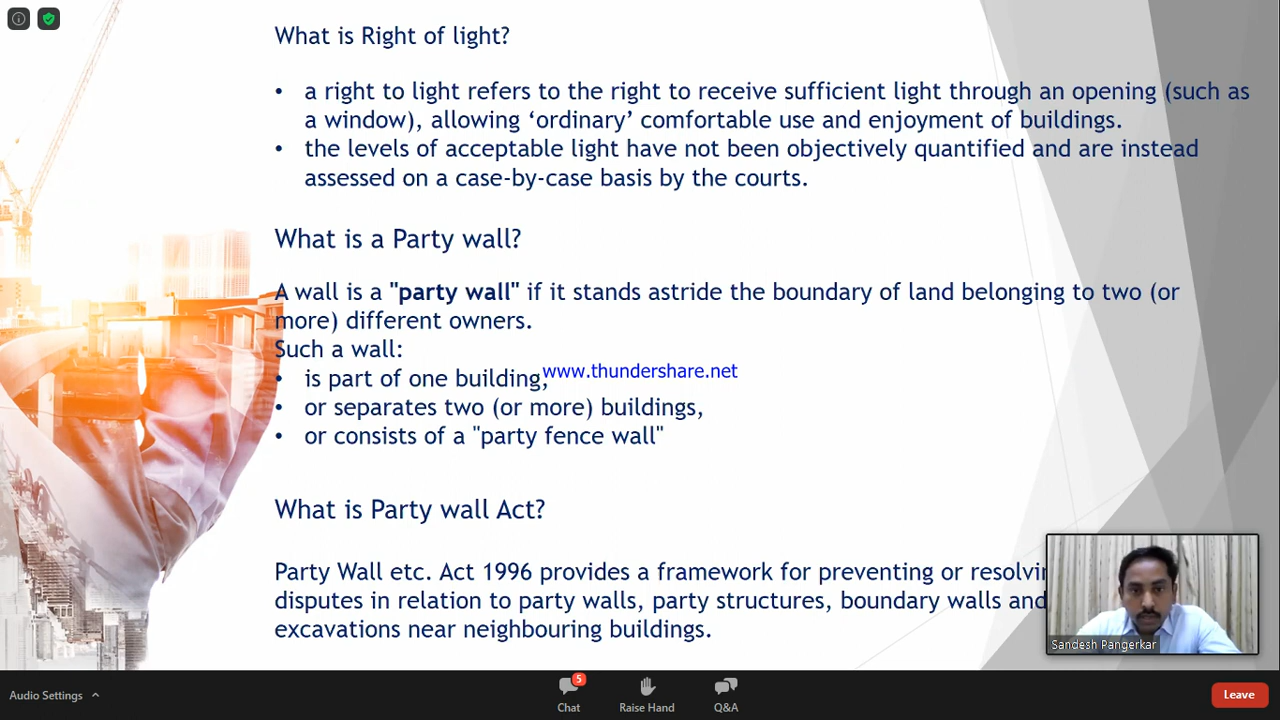 What is Right of light?
• a right to light refers to the right to receive sufficient light through an opening (such as
a window), allowing ‘ordinary’ comfortable use and enjoyment of buildings.
• the levels of acceptable light have not been objectively quantified and are instead
assessed on a case-by-case basis by the courts.
What is a Party wall?
A wall is a "party wall" if it stands astride the boundary of land belonging to two (or
more) different owners.
Such a wall:
• is part of one building,
www.thundershare.net
• or separates two (or more) buildings,
• or consists of a "party fence wall"
What is Party wall Act?
Party Wall etc. Act 1996 provides a framework for preventing or
disputes in relation to party walls, party structures, boundary walls and
excavations near neighbouring buildings.
Sandesh Pangerkar
Audio Settings
5
Chat
Raise Hand
Q&A
Leave